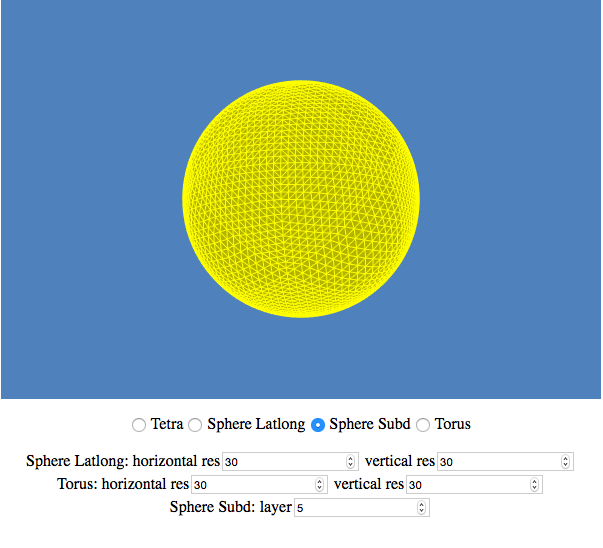 Tetra Sphere Latlong Sphere Subd Torus
Sphere Latlong: horizontal res 30 vertical res 30
Torus: horizontal res 30 vertical res 30
Sphere Subd: layer 5